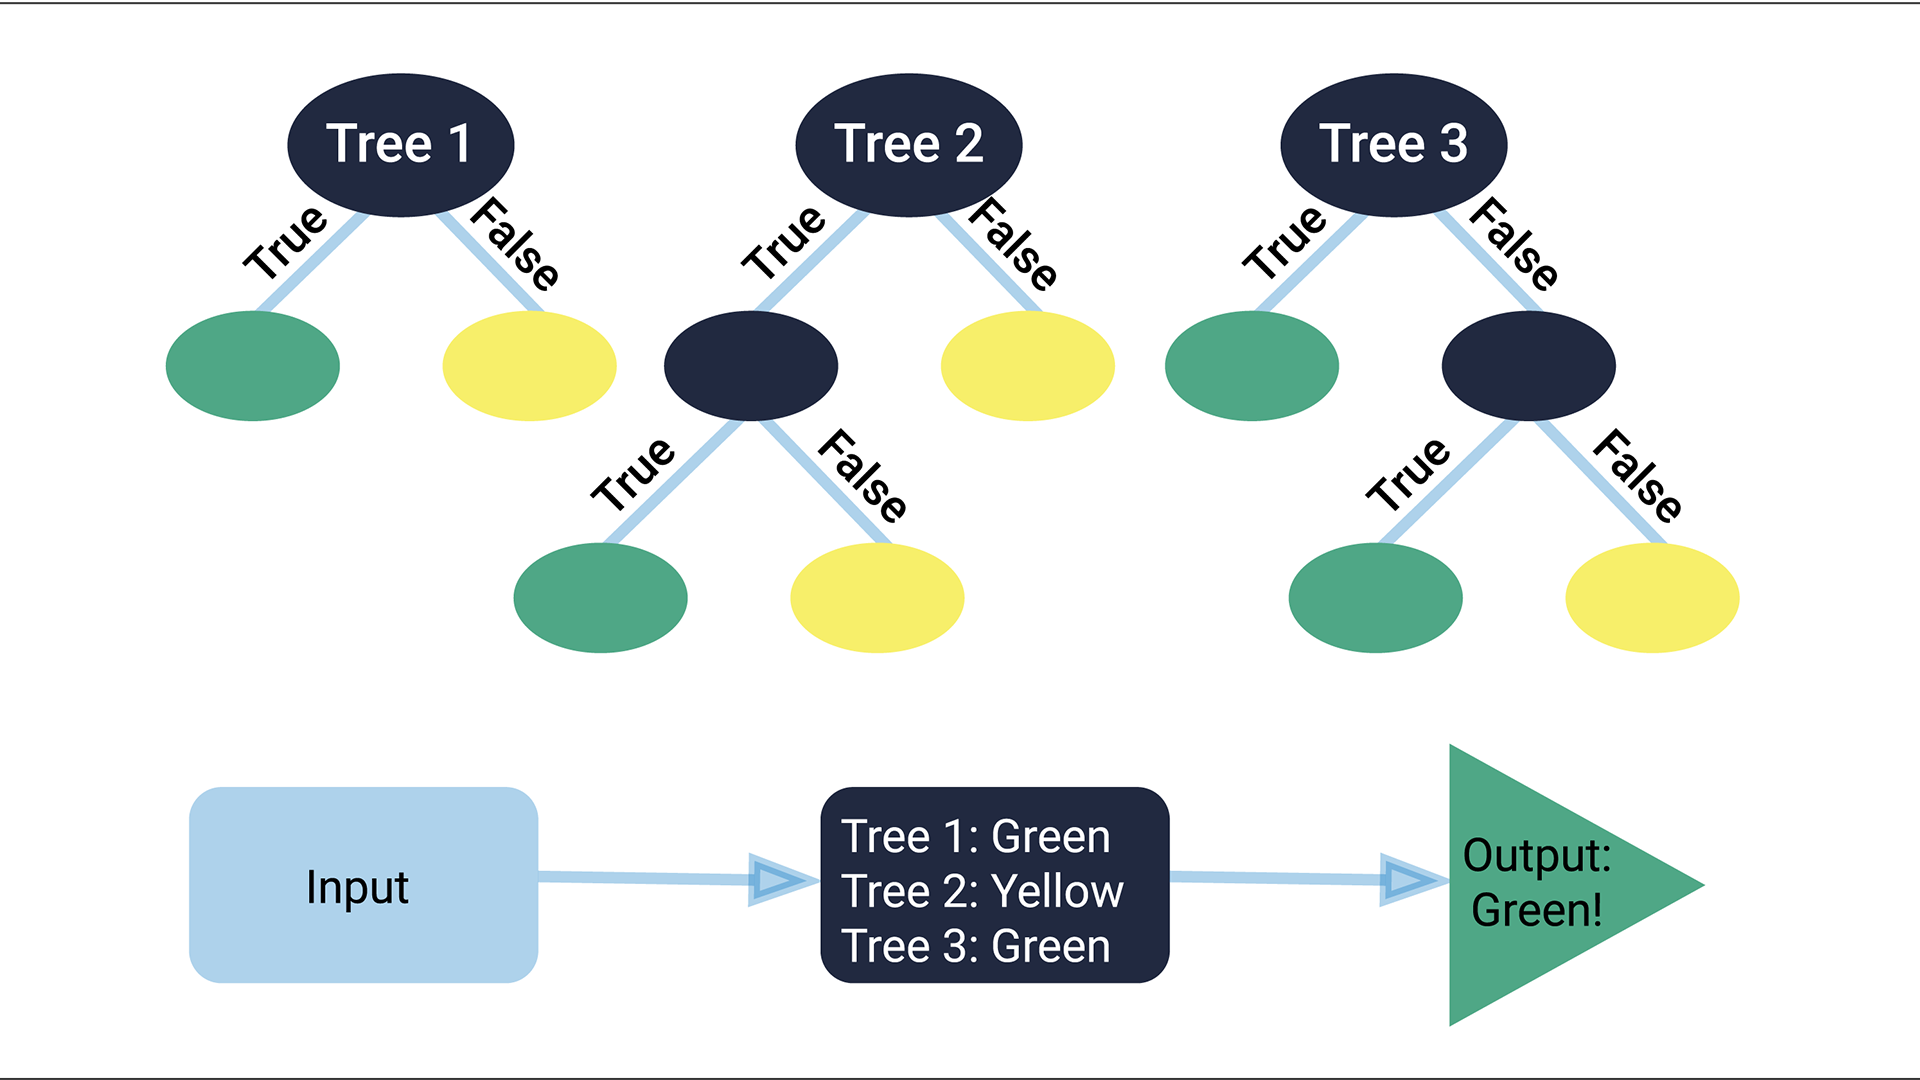 Tree 1
Tree 2
Tree 3
True
False
True
False
True
False
True
False
True
False
Input
Tree 1: Green
Tree 2: Yellow
Tree 3: Green
Output:
Green!